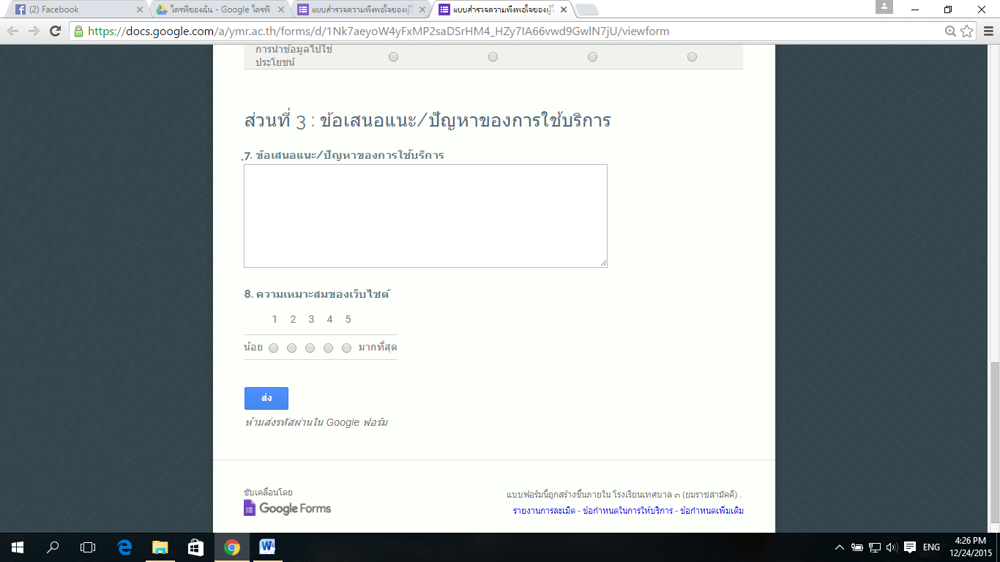 (2) Facebook
ไดรฟ์ของฉัน - Google ไดรฟ์
แบบสำรวจความพึงพอใจของผู้ใ
แบบสำรวจความพึงพอใจของผู้ใ
https://docs.google.com/a/ymr.ac.th/forms/d/1Nk7aeyoW4yFxMP2saDSrHM4_HZy7IA66vwd9GwlN7jU/viewform
การนำข้อมูลไปใช้
ประโยชน์
ส่วนที่ 3 : ข้อเสนอแนะ/ปัญหาของการใช้บริการ
ุ7. ข้อเสนอแนะ/ปัญหาของการใช้บริการ
8. ความเหมาะสมของเว็บไซต์
1 2 3 4 5
น้อย มากที่สุด
ส่ง
ห้ามส่งรหัสผ่านใน Google ฟอร์ม
ขับเคลื่อนโดย
Google Forms
แบบฟอร์มนี้ถูกสร้างขึ้นภายใน โรงเรียนเทศบาล ๓ (ยมราชสามัคคี) .
รายงานการละเมิด - ข้อกำหนดในการให้บริการ - ข้อกำหนดเพิ่มเติม
ENG
4:26 PM
12/24/2015